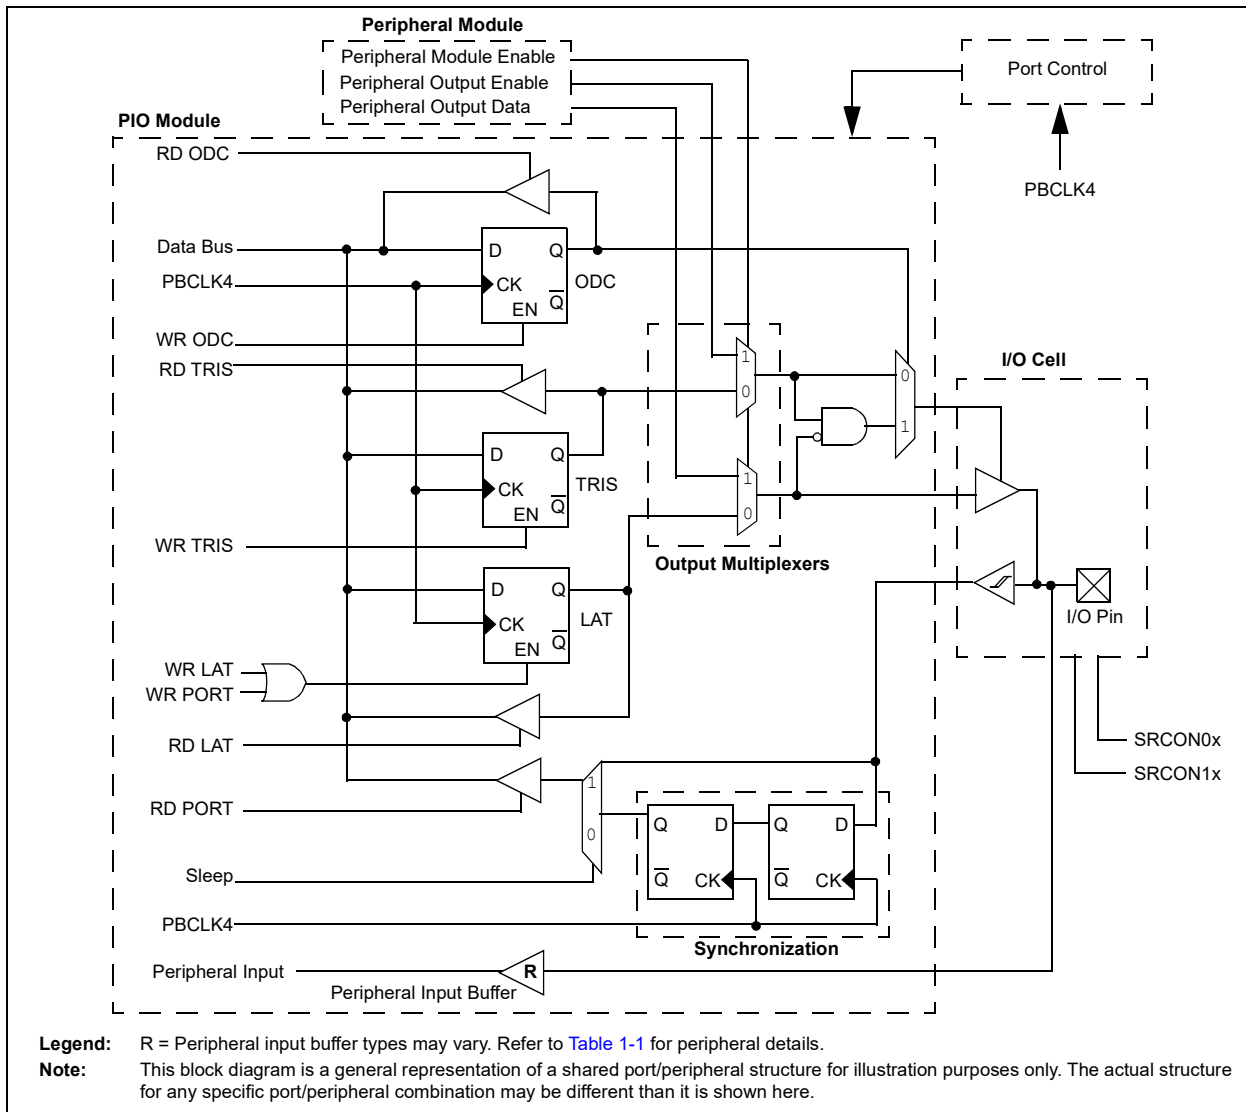 Peripheral Module
Peripheral Module Enable
Peripheral Output Enable
Peripheral Output Data
Port Control
PBCLK4
PIO Module
RD ODC
Data Bus
D
Q
PBCLK4
CK
Q
ODC
EN
WR ODC
RD TRIS
1
0
0
1
I/O Cell
D
Q
CK
Q
TRIS
EN
1
0
WR TRIS
Output Multiplexers
D
Q
CK
Q
LAT
EN
I/O Pin
WR LAT
WR PORT
RD LAT
SRCON0x
SRCON1x
1
0
RD PORT
Q
D
Q
D
Q
CK
Q
CK
Sleep
PBCLK4
Synchronization
Peripheral Input
R
Peripheral Input Buffer
Legend: R = Peripheral input buffer types may vary. Refer to Table 1-1 for peripheral details.
Note: This block diagram is a general representation of a shared port/peripheral structure for illustration purposes only. The actual structure
for any specific port/peripheral combination may be different than it is shown here.